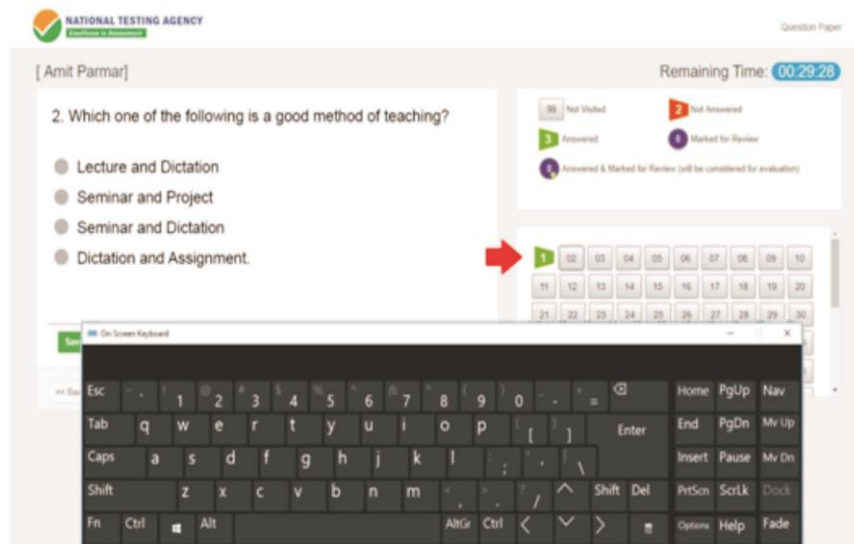 NATIONAL TESTING AGENCY
Excellence in Assessment
Question Paper
[ Amit Parmar]
Remaining Time: 00:29:28
2. Which one of the following is a good method of teaching?
Lecture and Dictation
Seminar and Project
Seminar and Dictation
Dictation and Assignment.
99 Not Visited
2 Not Answered
3 Answered
Marked for Review
Answered & Marked for Review (will be considered for evaluation)
1 02 03 04 05 06 07 08 09 10
11 12 13 14 15 16 17 18 19 20
21 22 23 24 25 26 27 28 29 30
On-Screen Keyboard
Esc ! 1 @ 2 # 3 $ 4 % 5 ^ 6 & 7 * 8 ( 9 ) 0 - + = Home PgUp Nav
Tab q w e r t y u i o p [ ] Enter End PgDn Mv Up
Caps a s d f g h j k l : ; " ' | \ Insert Pause Mv Dn
Shift z x c v b n m < , > . ? / Shift Del PrtScn ScrLk Dock
Fn Ctrl Alt AltGr Ctrl Options Help Fade